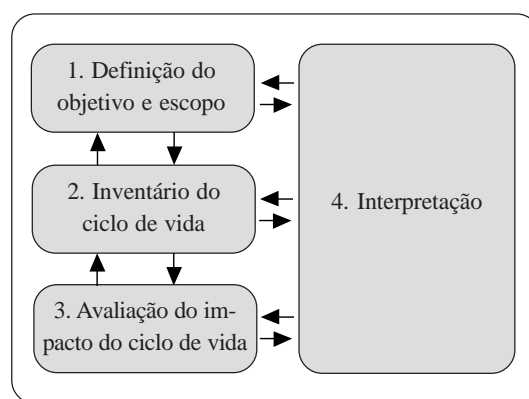 1. Definição do
objetivo e escopo
2. Inventário do
ciclo de vida
4. Interpretação
3. Avaliação do im-
pacto do ciclo de vida